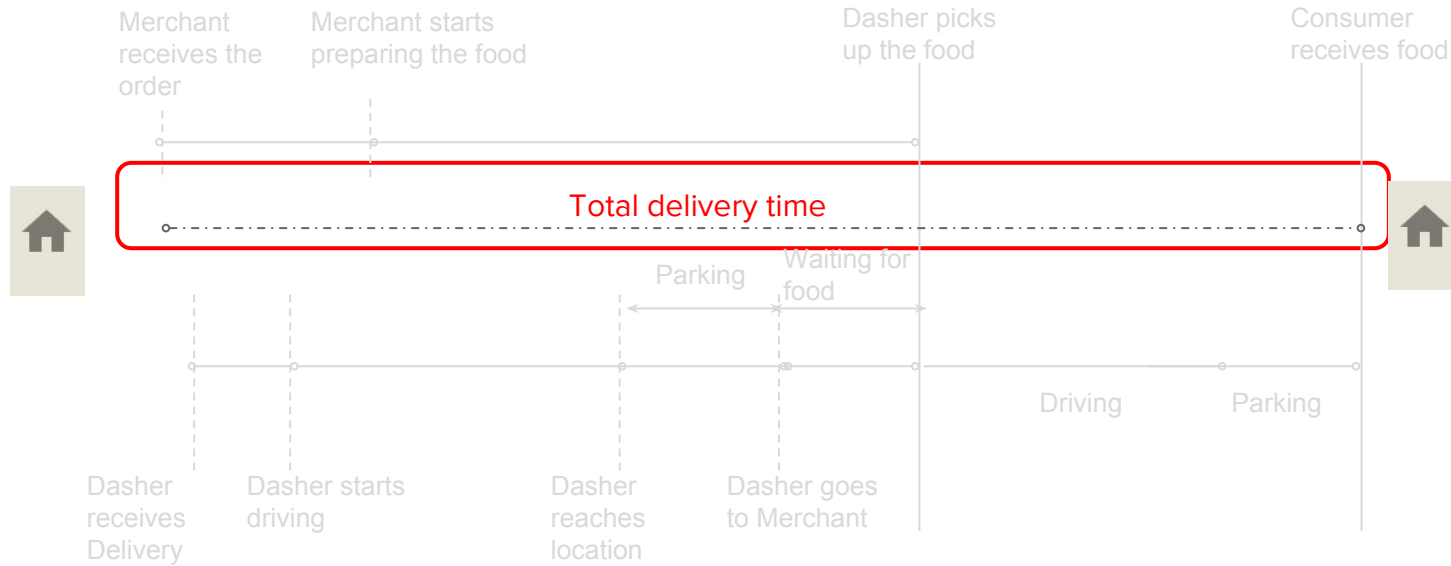 Merchant
receives the
order
Merchant starts
preparing the food
Dasher picks
up the food
Consumer
receives food
Total delivery time
Parking
Waiting for
food
Driving
Parking
Dasher
receives
Delivery
Dasher starts
driving
Dasher
reaches
location
Dasher goes
to Merchant